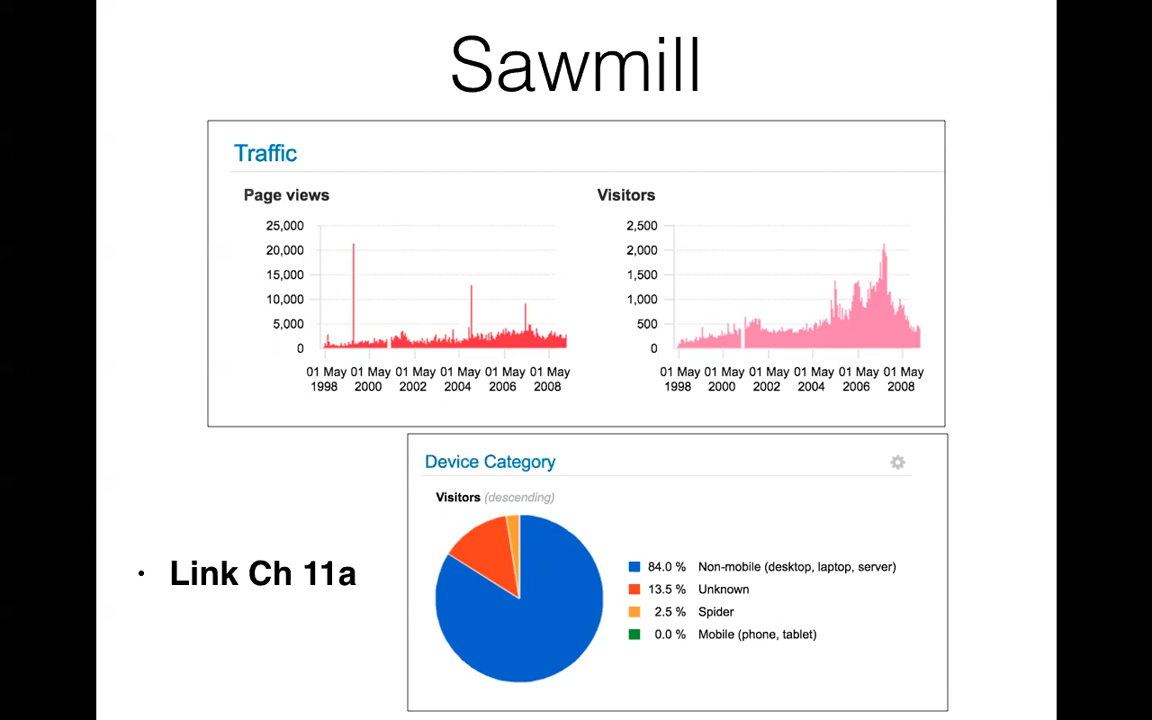 Sawmill
Traffic
Page views
25,000
20,000
15,000
10,000
5,000
0
01 May 01 May 01 May 01 May 01 May 01 May
1998 2000 2002 2004 2006 2008
Visitors
2,500
2,000
1,500
1,000
500
0
01 May 01 May 01 May 01 May 01 May 01 May
1998 2000 2002 2004 2006 2008
• Link Ch 11a
Device Category
Visitors (descending)
84.0 % Non-mobile (desktop, laptop, server)
13.5 % Unknown
2.5 % Spider
0.0 % Mobile (phone, tablet)